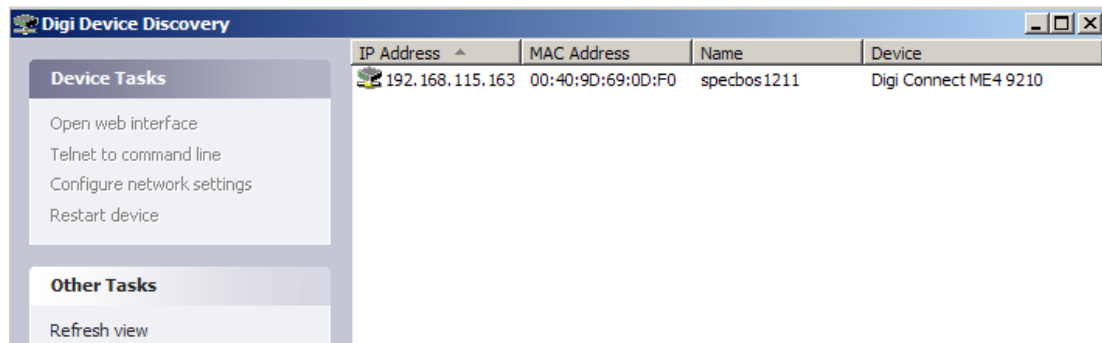 Digi Device Discovery
IP Address MAC Address Name Device
192.168.115.163 00:40:9D:69:0D:F0 specbos1211 Digi Connect ME4 9210
Device Tasks
Open web interface
Telnet to command line
Configure network settings
Restart device
Other Tasks
Refresh view